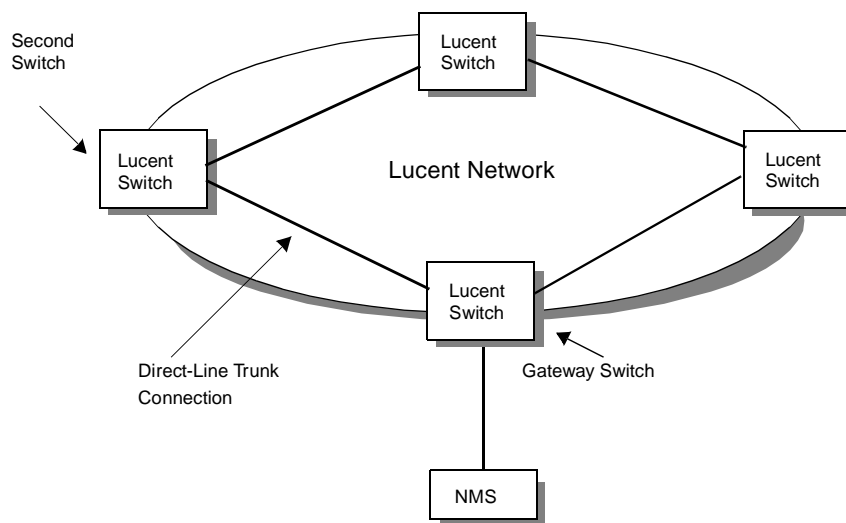 Second
Switch
Lucent
Switch
Lucent
Switch
Lucent Network
Lucent
Switch
Lucent
Switch
Direct-Line Trunk
Connection
Gateway Switch
NMS